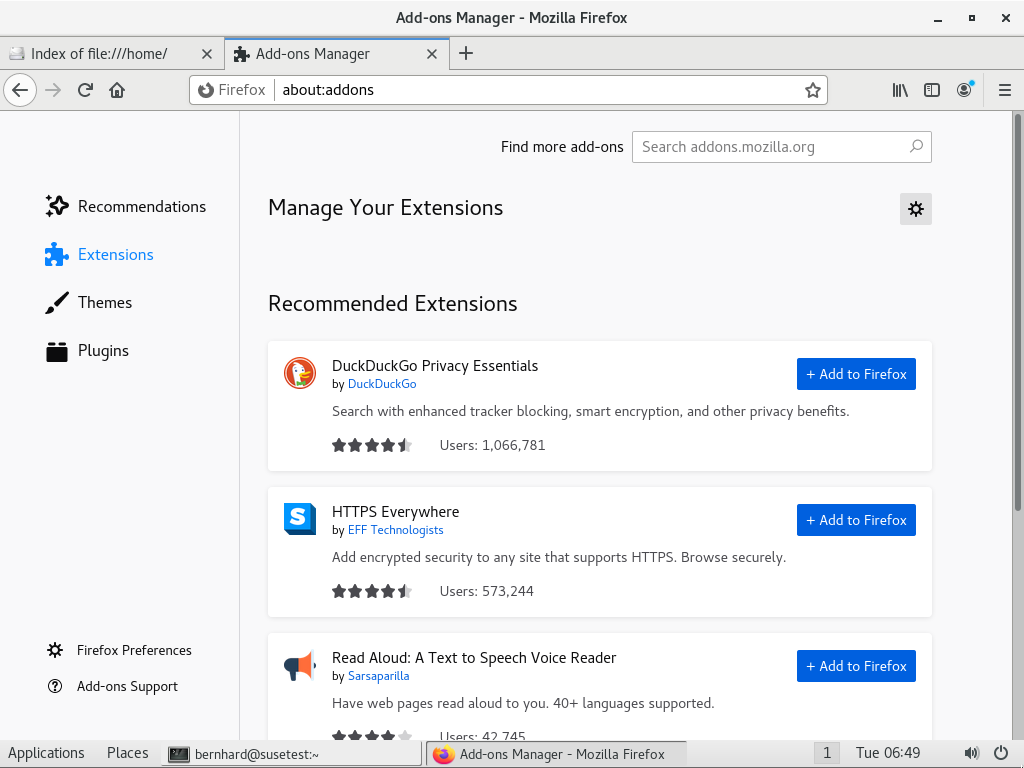 Add-ons Manager - Mozilla Firefox
Index of file:///home/
Add-ons Manager
Firefox
about:addons
Find more add-ons
Search addons.mozilla.org
Recommendations
Extensions
Themes
Plugins
Firefox Preferences
Add-ons Support
Manage Your Extensions
Recommended Extensions
DuckDuckGo Privacy Essentials
by DuckDuckGo
+ Add to Firefox
Search with enhanced tracker blocking, smart encryption, and other privacy benefits.
Users: 1,066,781
S
HTTPS Everywhere
by EFF Technologists
+ Add to Firefox
Add encrypted security to any site that supports HTTPS. Browse securely.
Users: 573,244
Read Aloud: A Text to Speech Voice Reader
by Sarsaparilla
+ Add to Firefox
Have web pages read aloud to you. 40+ languages supported.
Users: 42,745
Applications
Places
bernhard@susetest:~
Add-ons Manager - Mozilla Firefox
1
Tue 06:49